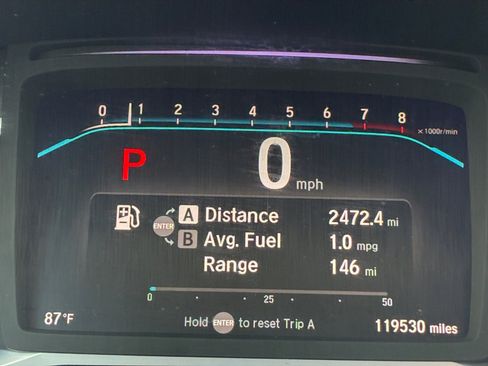 0 1 2 3 4 5 6 7 8
×1000r/min
P 0 mph
A Distance 2472.4 mi
ENTER
B Avg. Fuel 1.0 mpg
Range 146 mi
0 25 50
87°F Hold ENTER to reset Trip A 119530 miles